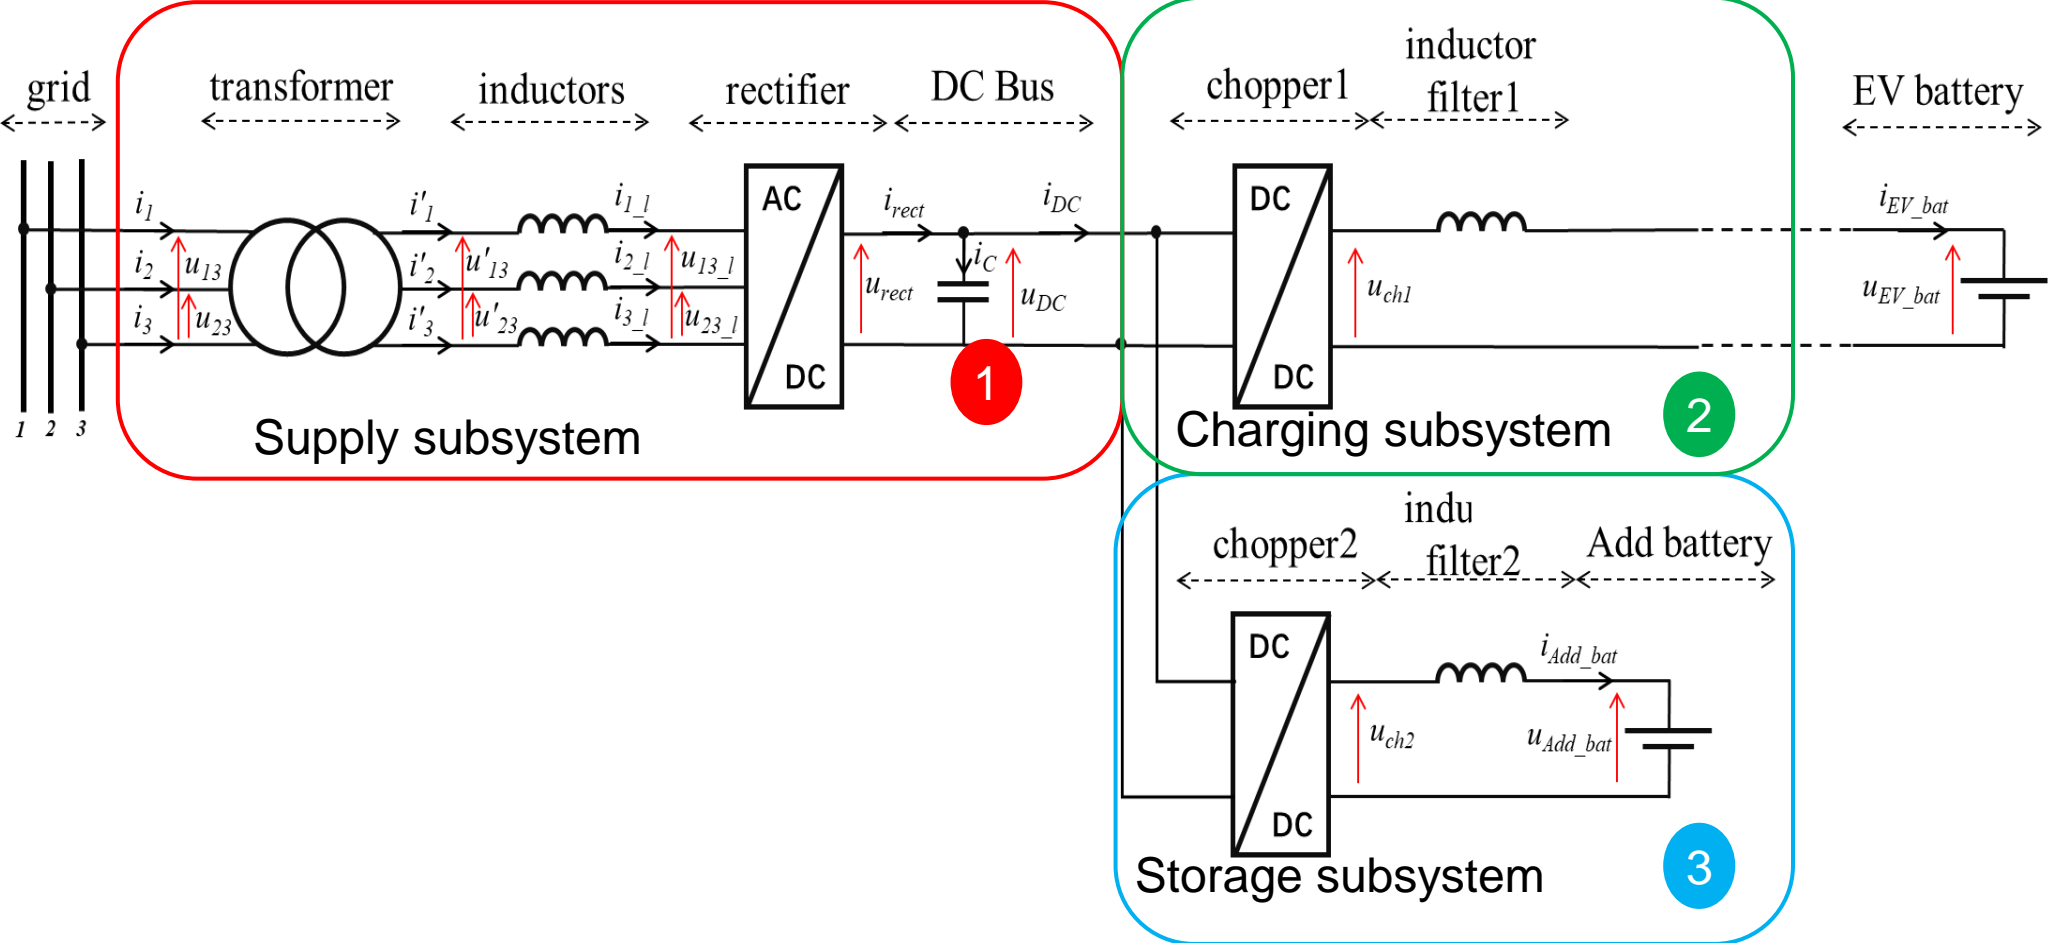 grid
transformer
inductors
rectifier
DC Bus
chopper1
inductor
filter1
EV battery
i1
i2
i3
u13
u23
i'1
i'2
i'3
u'13
u'23
i1_l
i2_l
i3_l
u13_l
u23_l
AC
DC
irect
urect
iC
iDC
uDC
DC
DC
uch1
iEV_bat
uEV_bat
1 2 3
1
2
Supply subsystem
Charging subsystem
chopper2
indu
filter2
Add battery
DC
DC
uch2
iAdd_bat
uAdd_bat
Storage subsystem
3